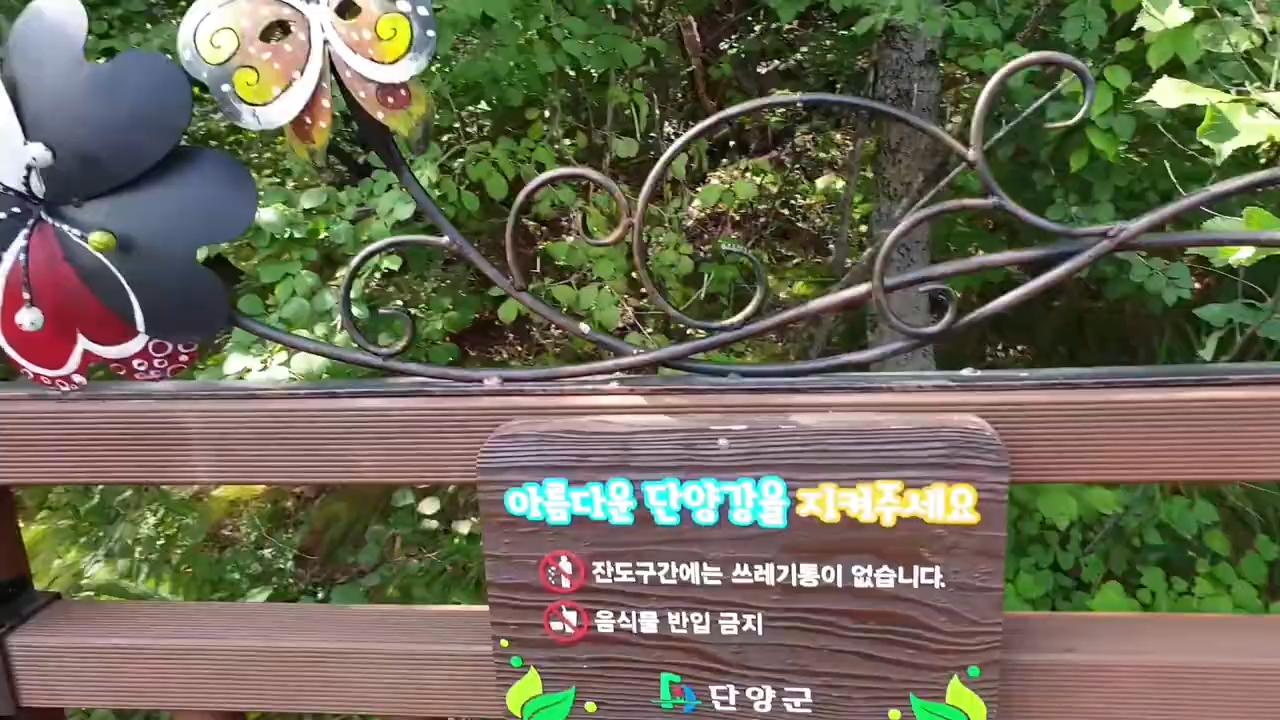 아름다운 단양강을 지켜주세요
잔도구간에는 쓰레기통이 없습니다.
음식물 반입 금지
단양군